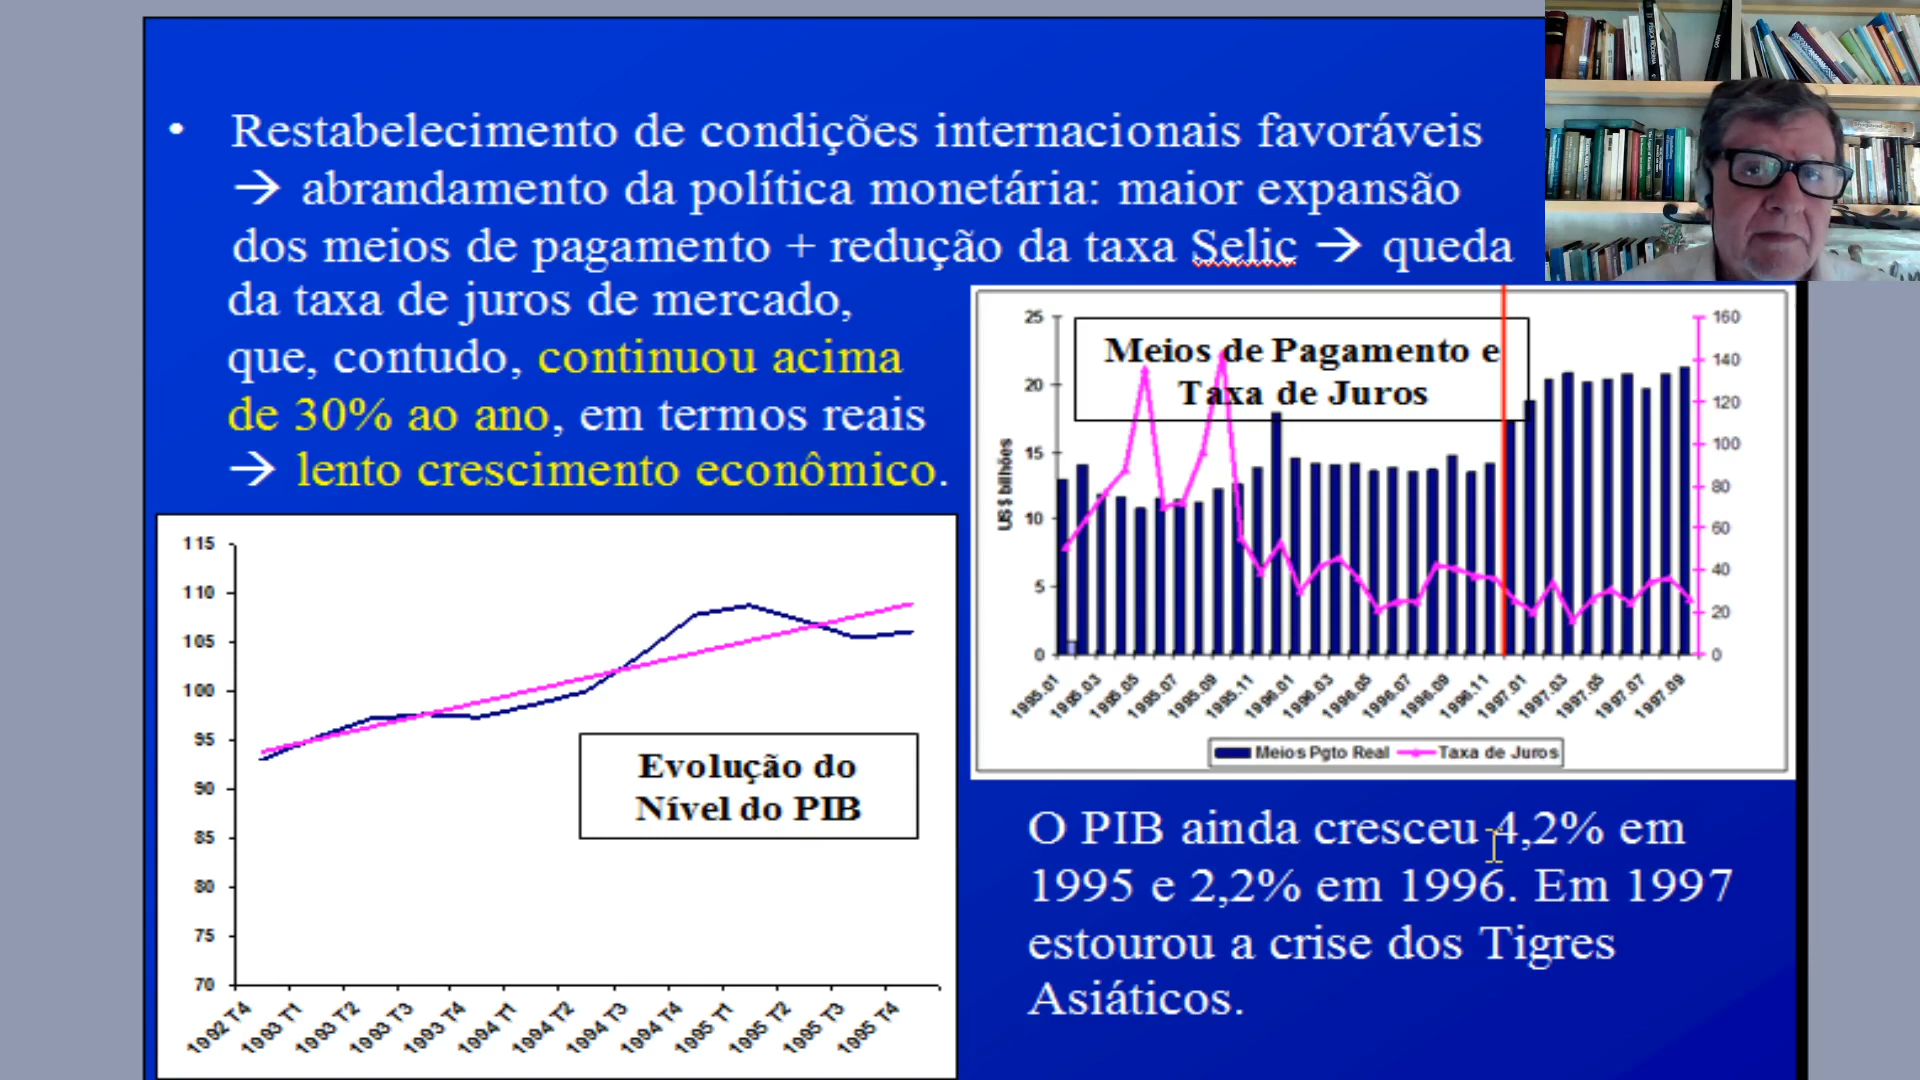 • Restabelecimento de condições internacionais favoráveis
→ abrandamento da política monetária: maior expansão
dos meios de pagamento + redução da taxa Selic → queda
da taxa de juros de mercado,
que, contudo, continuou acima
de 30% ao ano, em termos reais
→ lento crescimento econômico.
Meios de Pagamento e
Taxa de Juros
US$ bilhões
25
20
15
10
5
0
160
140
120
100
80
60
40
20
0
1995.01
1995.03
1995.05
1995.07
1995.09
1995.11
1996.01
1996.03
1996.05
1996.07
1996.09
1996.11
1997.01
1997.03
1997.05
1997.07
1997.09
Meios Pgto Real
Taxa de Juros
115
110
105
100
95
90
85
80
75
70
Evolução do
Nível do PIB
1992 T4
1993 T1
1993 T2
1993 T3
1993 T4
1994 T1
1994 T2
1994 T3
1994 T4
1995 T1
1995 T2
1995 T3
1995 T4
O PIB ainda cresceu 4,2% em
1995 e 2,2% em 1996. Em 1997
estourou a crise dos Tigres
Asiáticos.